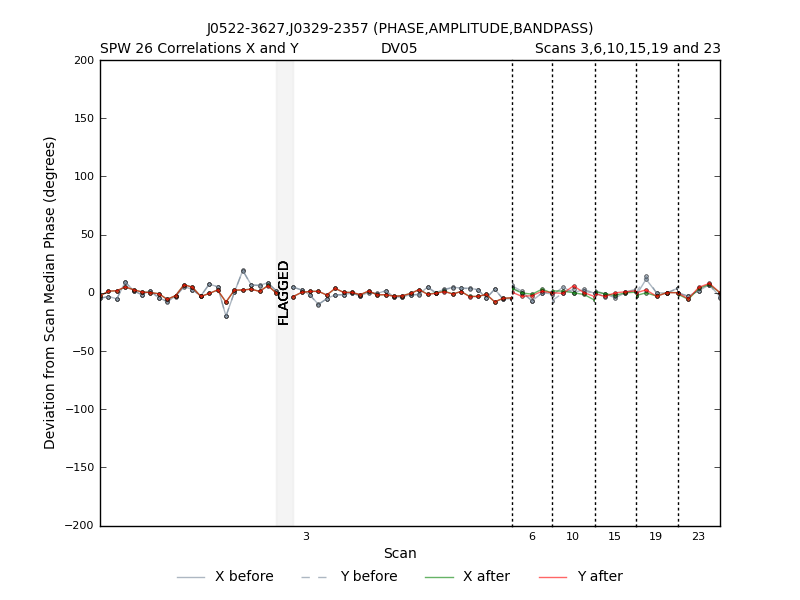 J0522-3627,J0329-2357 (PHASE,AMPLITUDE,BANDPASS)
SPW 26 Correlations X and Y DV05 Scans 3,6,10,15,19 and 23
200
150
100
50
0
−50
−100
−150
−200
Deviation from Scan Median Phase (degrees)
FLAGGED
3 6 10 15 19 23
Scan
X before Y before X after Y after